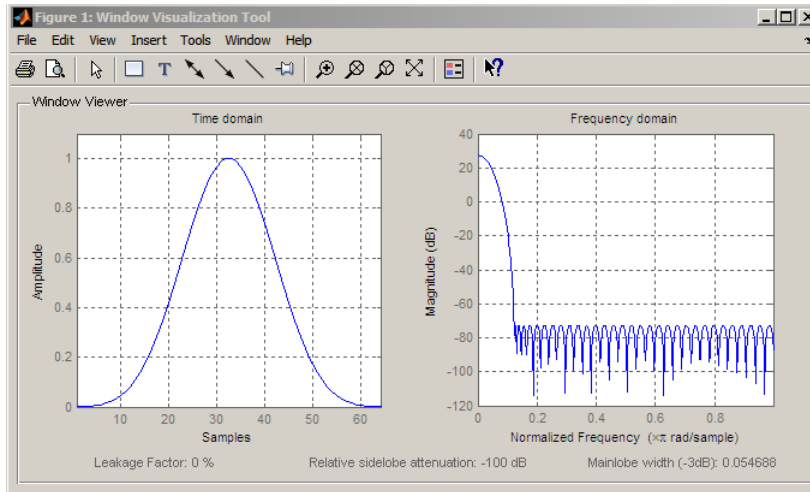 Figure 1: Window Visualization Tool
File Edit View Insert Tools Window Help
T
Window Viewer
Time domain
1
0.8
0.6
0.4
0.2
0
10 20 30 40 50 60
Amplitude
Samples
Frequency domain
40
20
0
-20
-40
-60
-80
-100
-120
0 0.2 0.4 0.6 0.8
Magnitude (dB)
Normalized Frequency (×π rad/sample)
Leakage Factor: 0 % Relative sidelobe attenuation: -100 dB Mainlobe width (-3dB): 0.054688